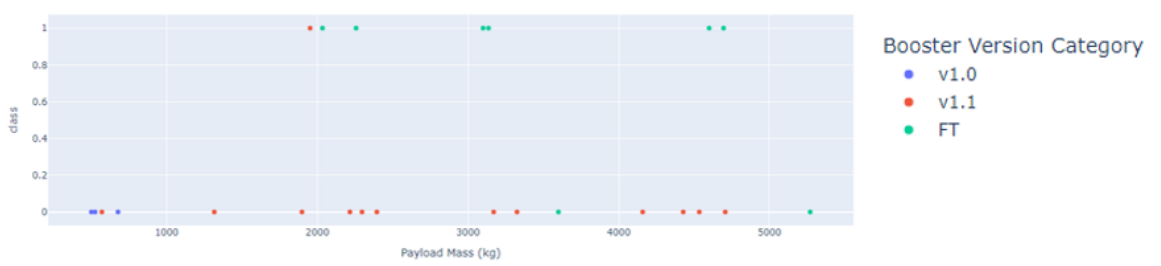 1
0.8
0.6
0.4
0.2
0
class
1000 2000 3000 4000 5000
Payload Mass (kg)
Booster Version Category
v1.0
v1.1
FT